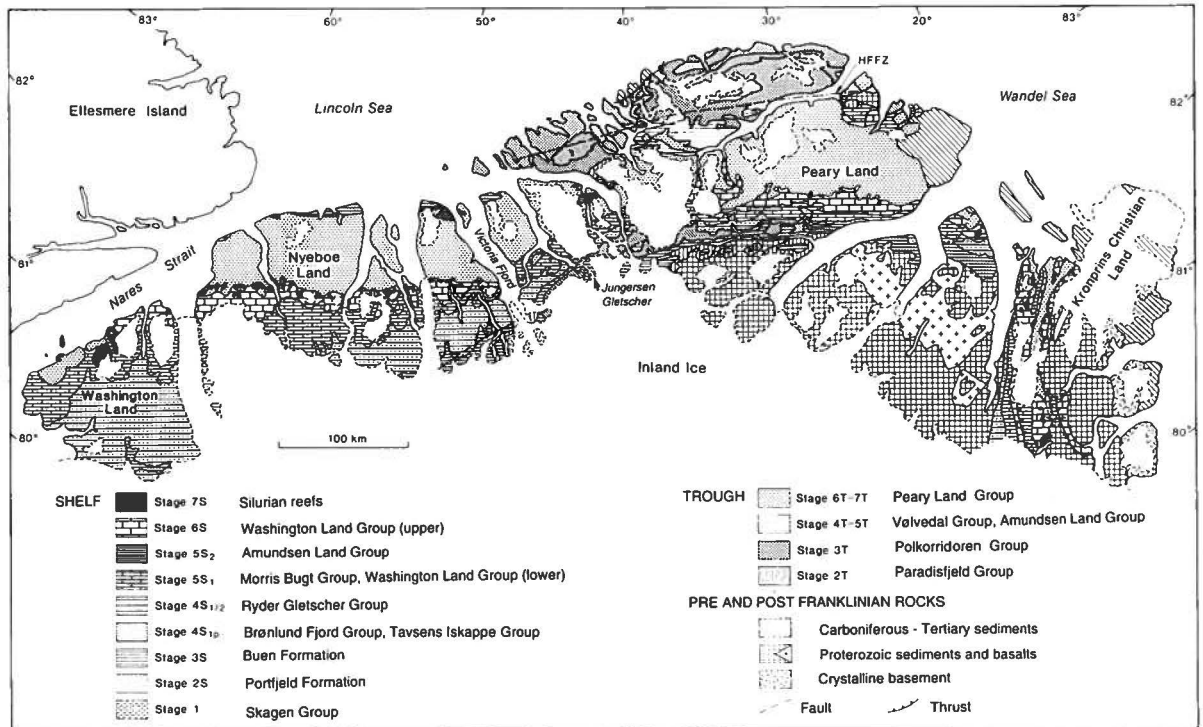 83° 60° 50° 40° 30° 20° 83°
82°
HFFZ
82°
Ellesmere Island
Lincoln Sea
Wandel Sea
Peary Land
Nares Strait
81°
Nyeboe
Land
Victoria Fjord
Jungersen
Gletscher
Kronprins Christian
Land
81°
Inland Ice
Washington
Land
80°
80°
100 km
SHELF
Stage 7S Silurian reefs
Stage 6S Washington Land Group (upper)
Stage 5S2 Amundsen Land Group
Stage 5S1 Morris Bugt Group, Washington Land Group (lower)
Stage 4S1/2 Ryder Gletscher Group
Stage 4S1p Brønlund Fjord Group, Tavsens Iskappe Group
Stage 3S Buen Formation
Stage 2S Portfjeld Formation
Stage 1 Skagen Group
TROUGH
Stage 6T-7T Peary Land Group
Stage 4T-5T Vølvedal Group, Amundsen Land Group
Stage 3T Polkorridoren Group
Stage 2T Paradisfjeld Group
PRE AND POST FRANKLINIAN ROCKS
Carboniferous - Tertiary sediments
Proterozoic sediments and basalts
Crystalline basement
Fault Thrust